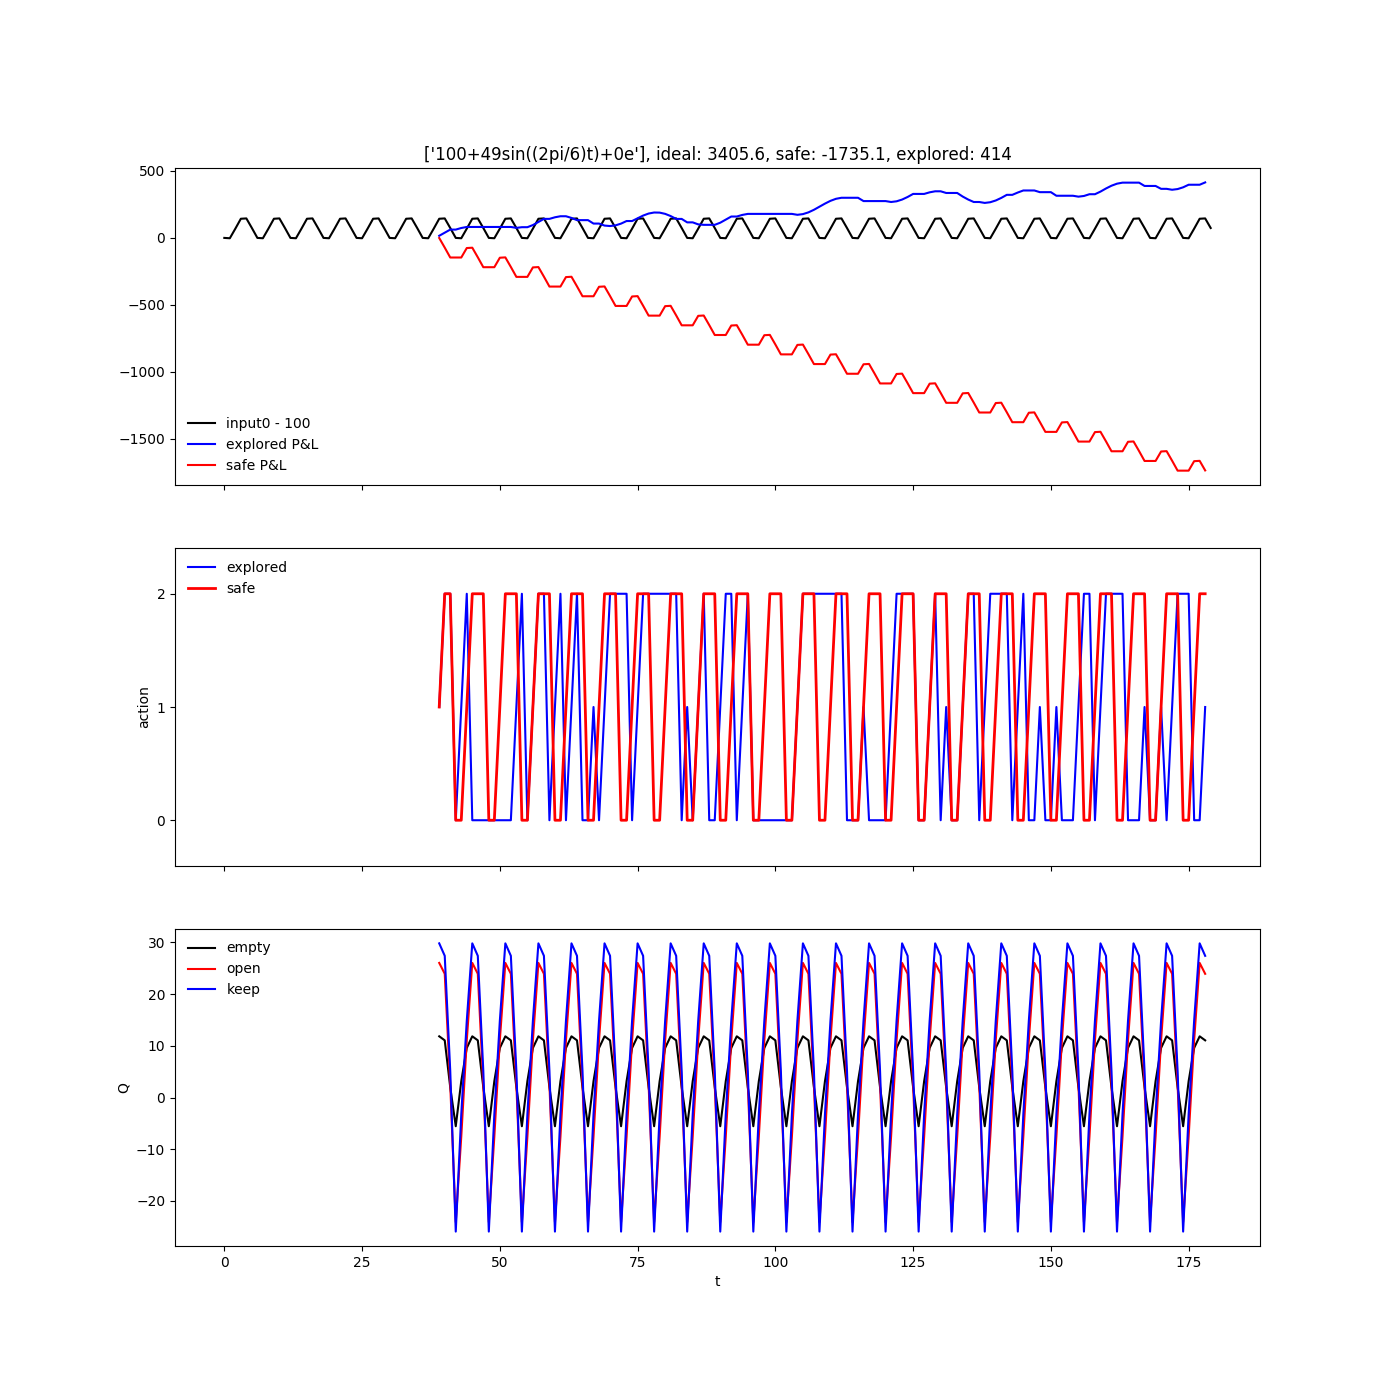 ['100+49sin((2pi/6)t)+0e'], ideal: 3405.6, safe: -1735.1, explored: 414
500
0
−500
−1000
−1500
input0 - 100
explored P&L
safe P&L
explored
safe
2
1
0
action
empty
open
keep
30
20
10
0
−10
−20
Q
0 25 50 75 100 125 150 175
t